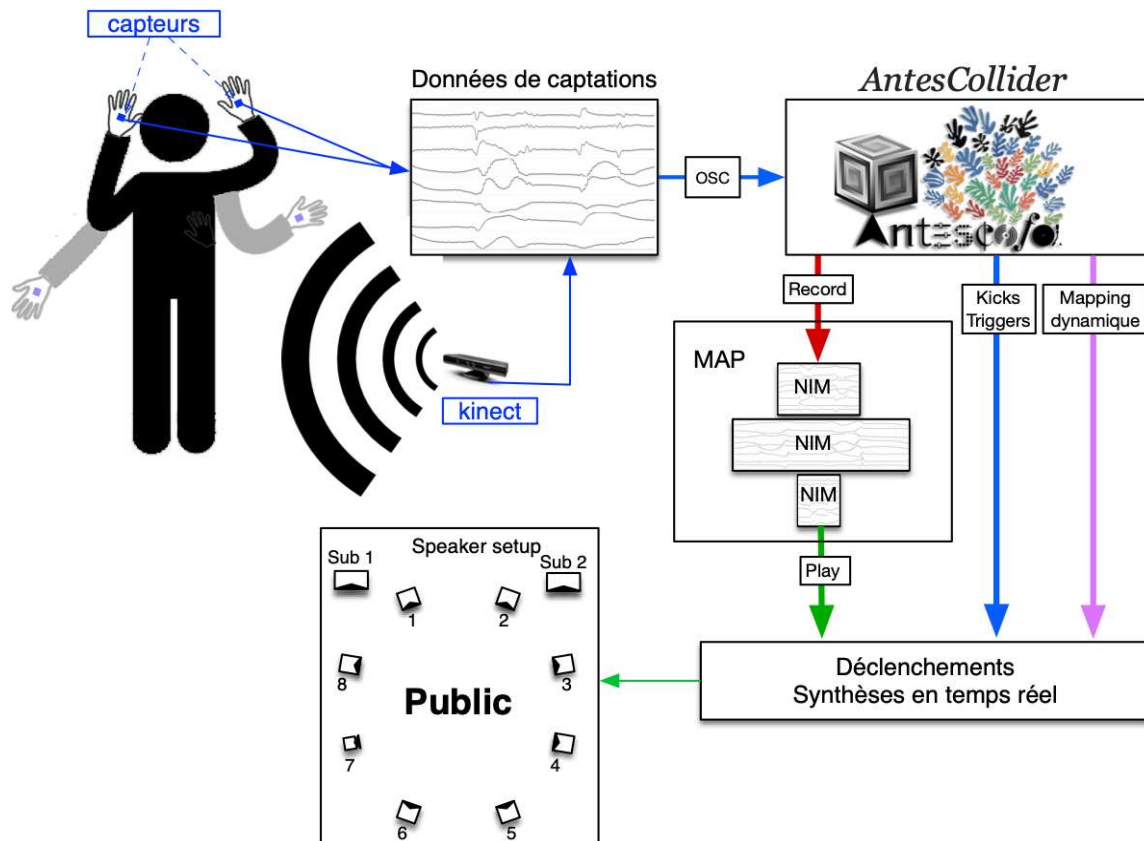 capteurs
Données de captations
AntesCollider
OSC
Antescofo
Record
Kicks
Triggers
Mapping
dynamique
MAP
NIM
NIM
NIM
kinect
Play
Speaker setup
Sub 1
Sub 2
1
2
8
3
Public
7
4
6
5
Déclenchements
Synthèses en temps réel